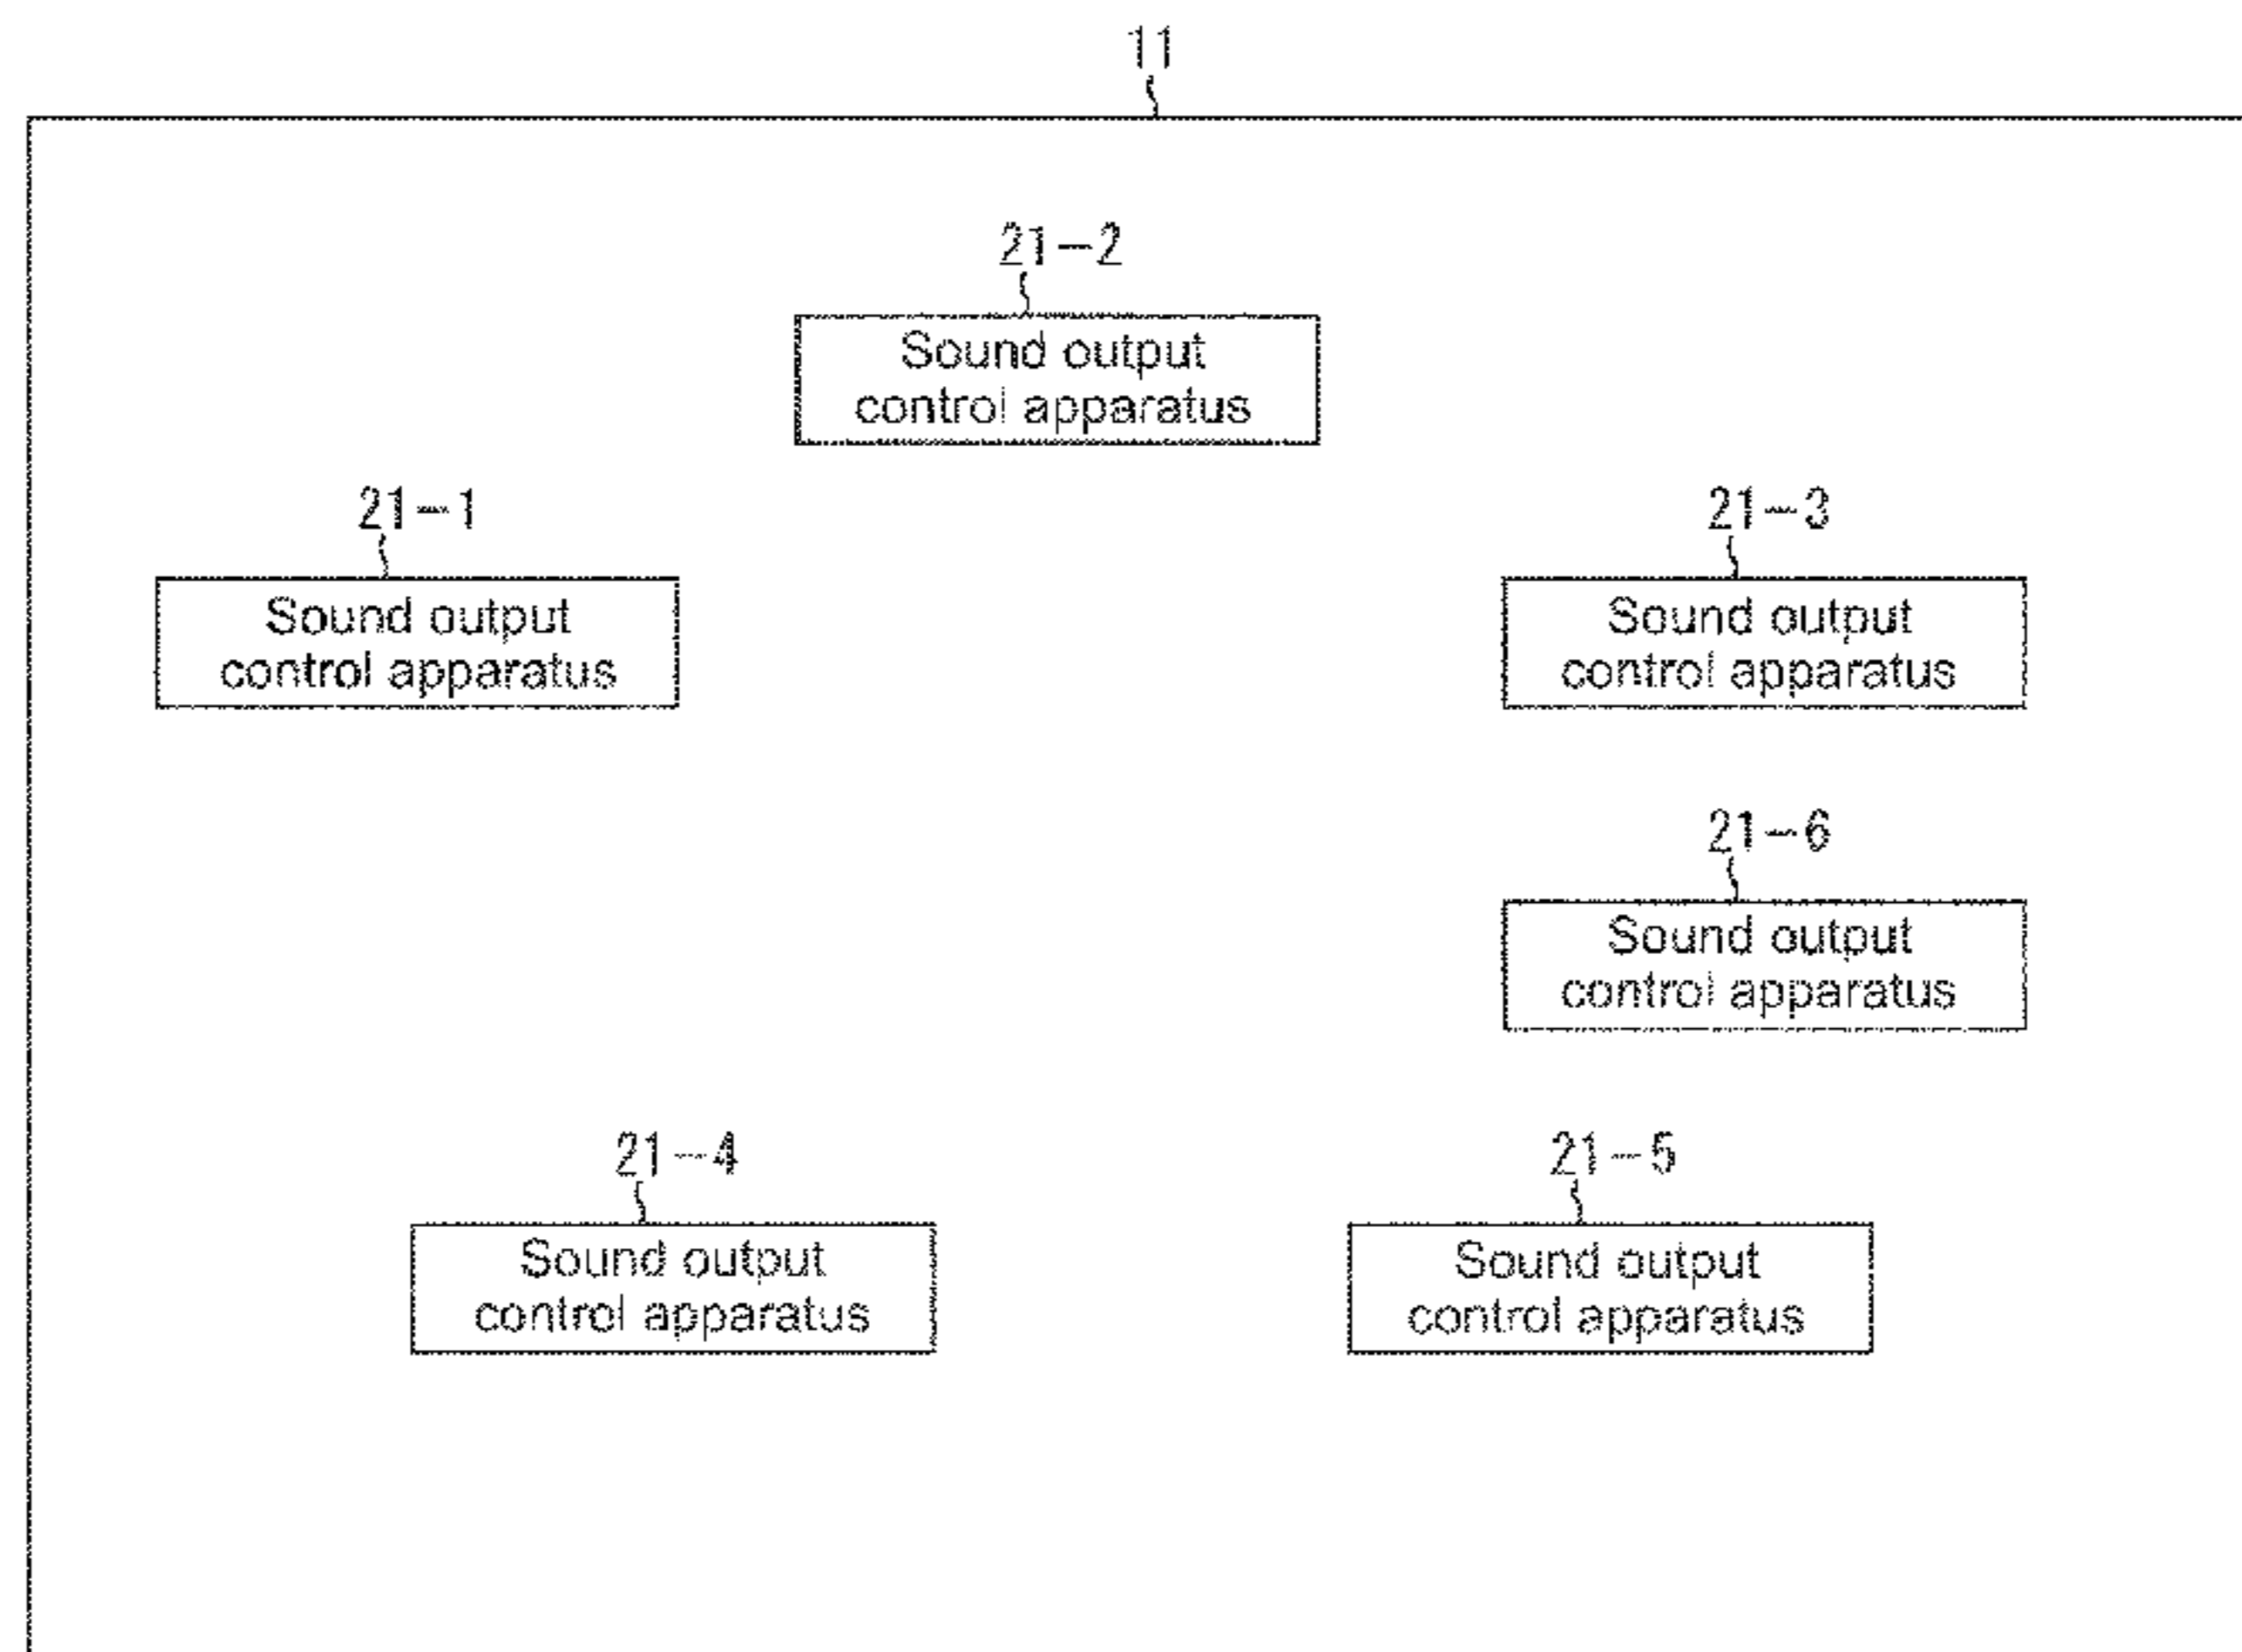 11
21-2
Sound output
control apparatus
21-1
Sound output
control apparatus
21-3
Sound output
control apparatus
21-6
Sound output
control apparatus
21-4
Sound output
control apparatus
21-5
Sound output
control apparatus